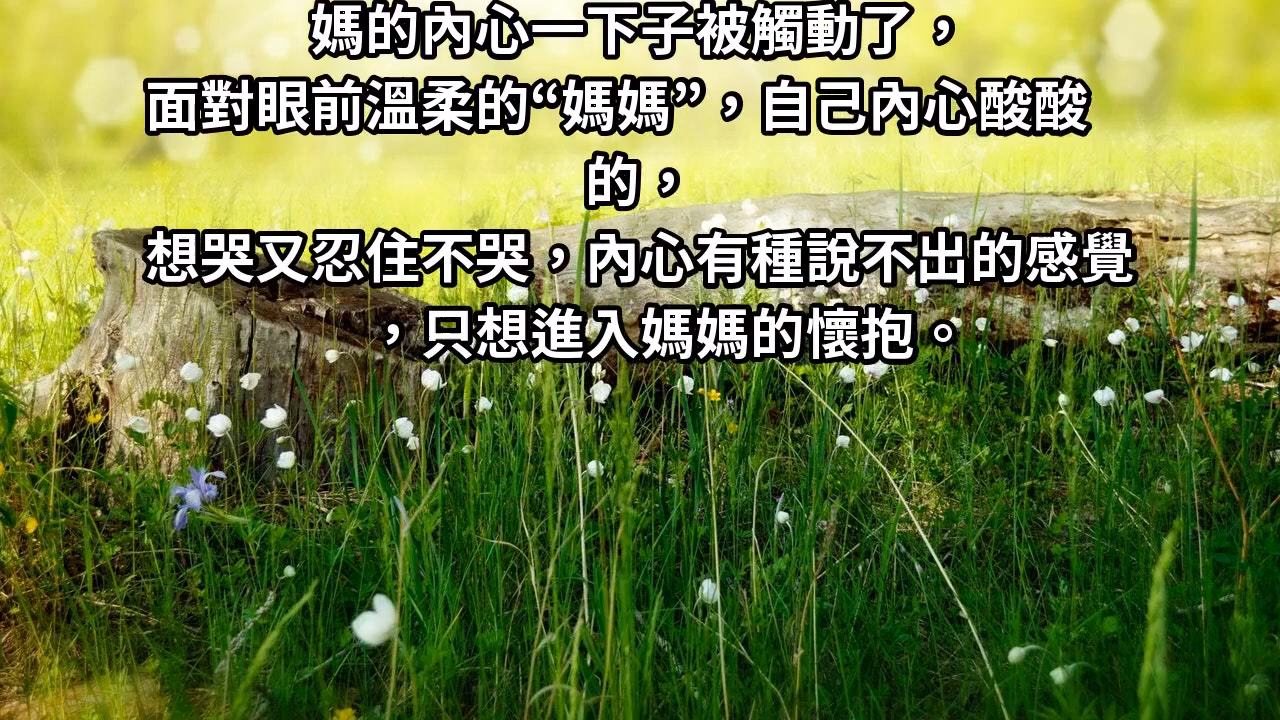 媽的內心一下子被觸動了，
面對眼前溫柔的“媽媽”，自己內心酸酸
的，
想哭又忍住不哭，內心有種說不出的感覺
，只想進入媽媽的懷抱。